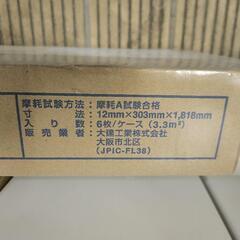 摩耗試験方法：摩耗A試験合格
寸　　　法：12mm×303mm×1,818mm
入 り 数：6枚/ケース（3.3㎡）
販 売 業 者：大建工業株式会社
大阪市北区
(JPIC-FL38)